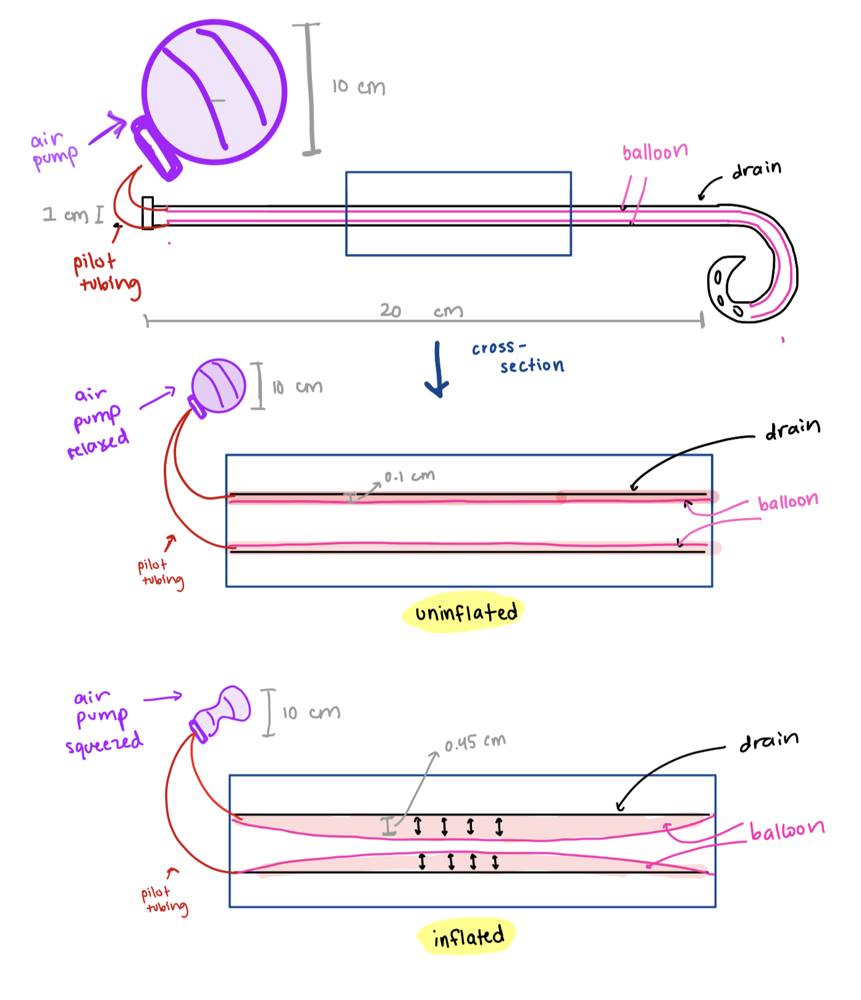 10 cm
air
pump
balloon
drain
1 cm
pilot
tubing
20 cm
cross-
section
air
pump
relaxed
10 cm
drain
0.1 cm
balloon
pilot
tubing
uninflated
air
pump
squeezed
10 cm
0.45 cm
drain
balloon
pilot
tubing
inflated